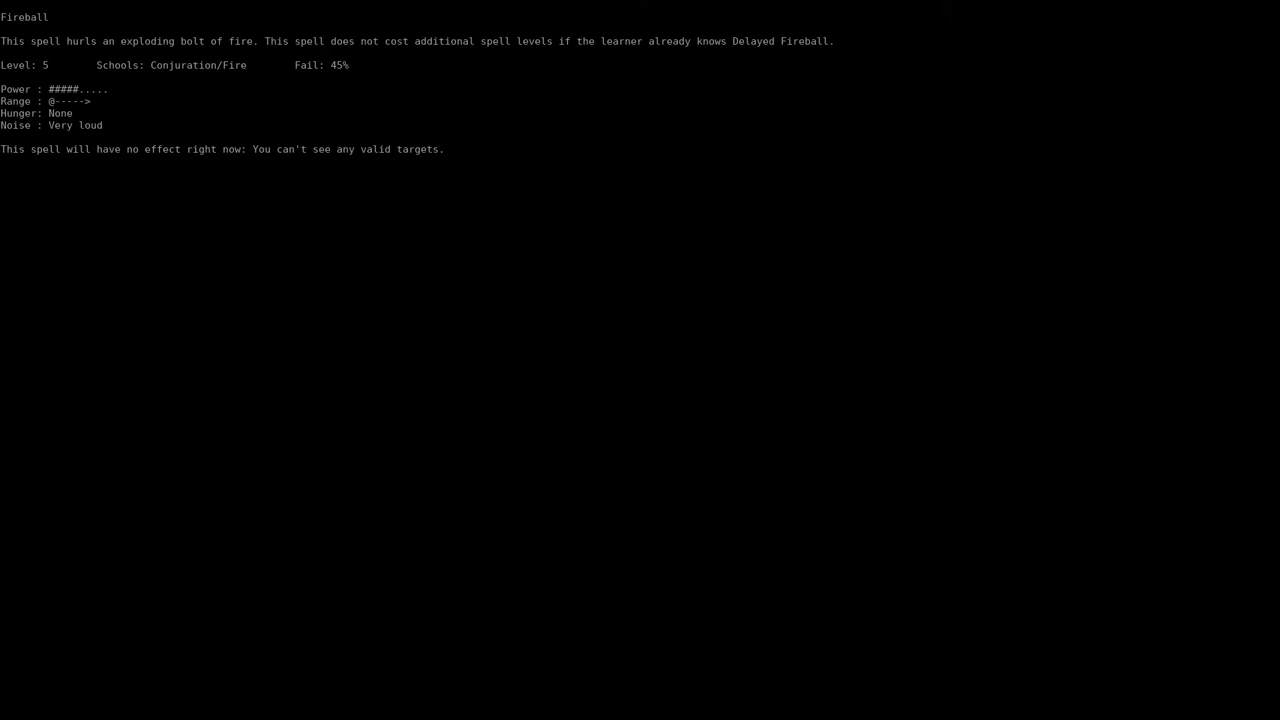 Fireball
This spell hurls an exploding bolt of fire. This spell does not cost additional spell levels if the learner already knows Delayed Fireball.
Level: 5        Schools: Conjuration/Fire        Fail: 45%
Power : #####.....
Range : @----->
Hunger: None
Noise : Very loud
This spell will have no effect right now: You can't see any valid targets.